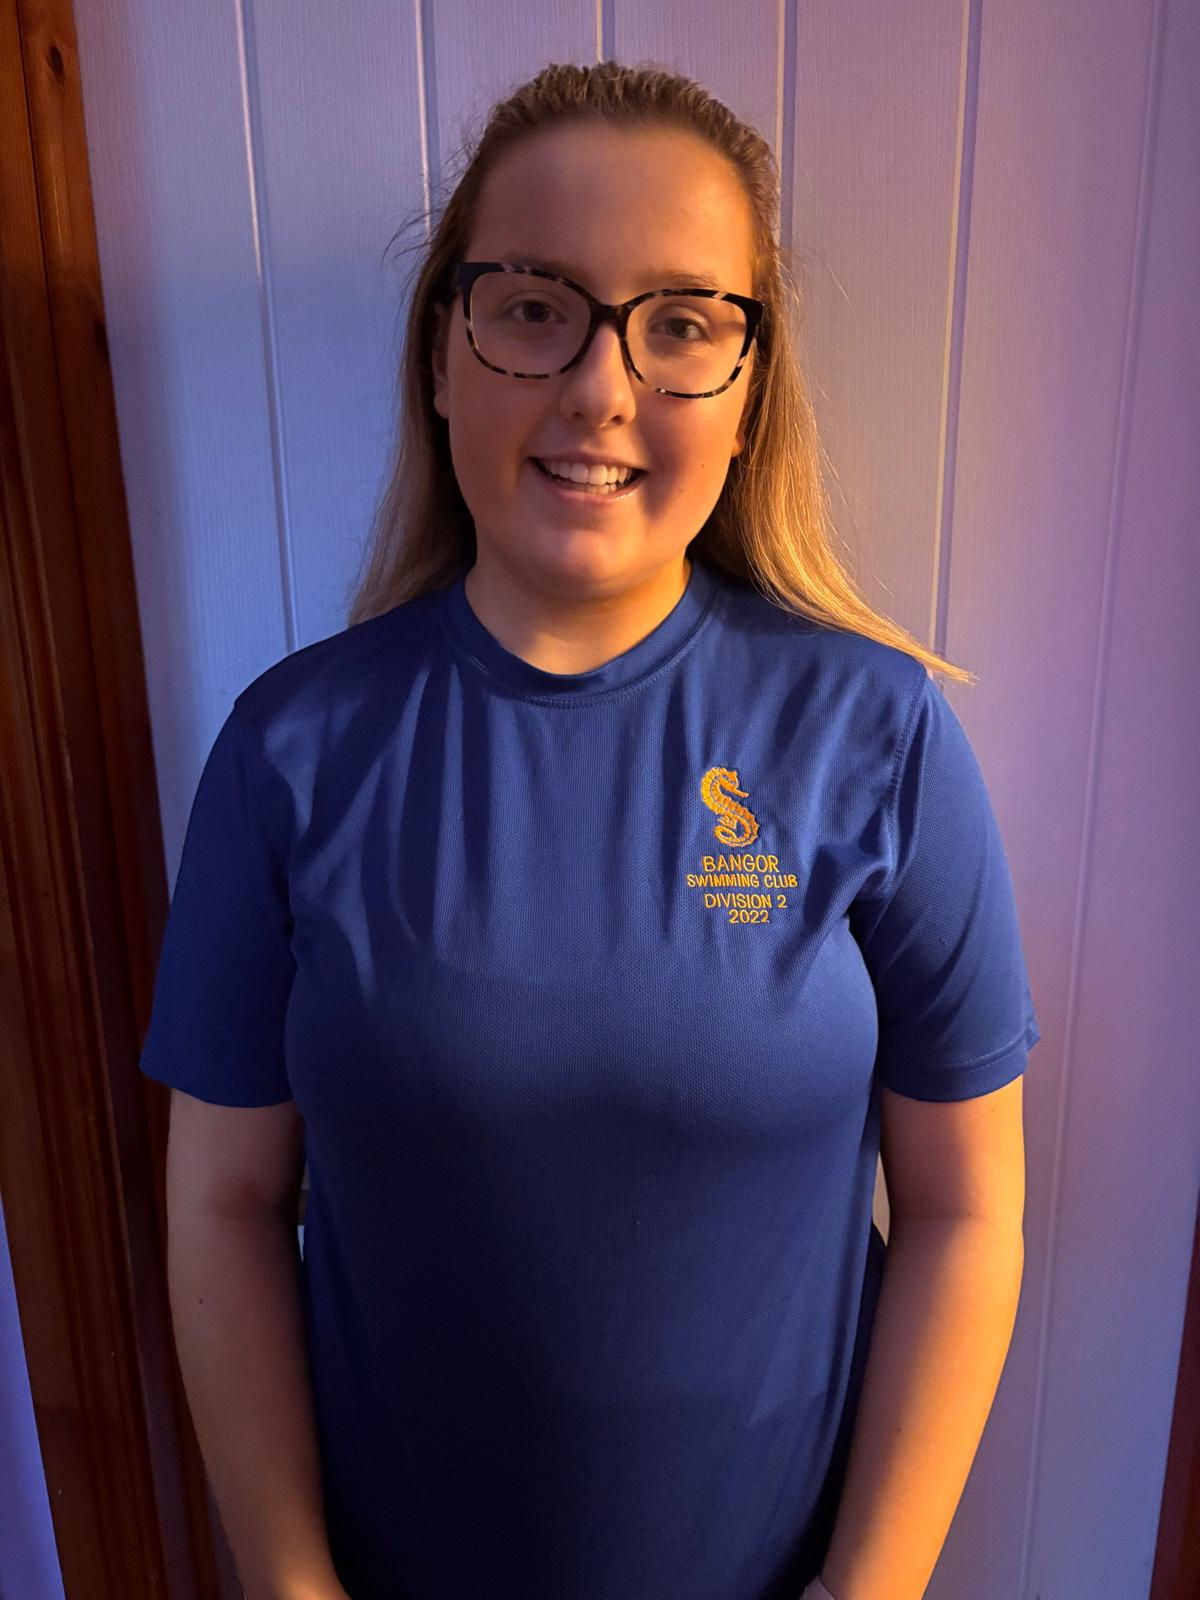 BANGOR
SWIMMING CLUB
DIVISION 2
2022